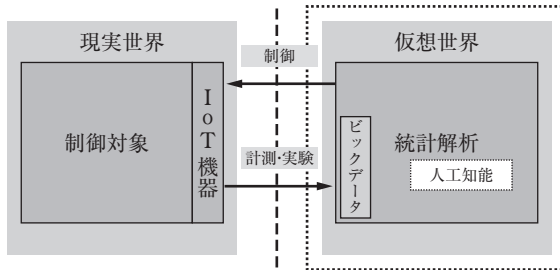 現実世界
制御対象
IoT機器
制御
計測・実験
仮想世界
ビックデータ
統計解析
人工知能